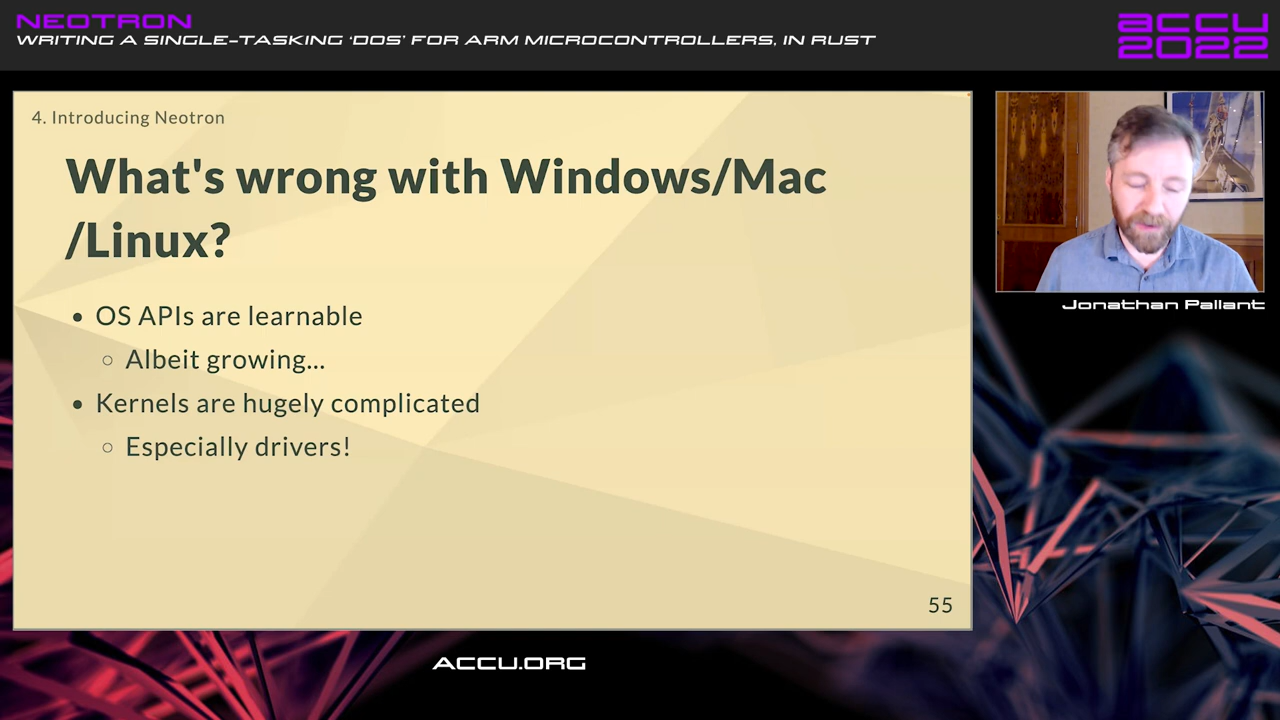 NEOTRON
WRITING A SINGLE-TASKING 'DOS' FOR ARM MICROCONTROLLERS, IN RUST
ACCU
2022
4. Introducing Neotron
What's wrong with Windows/Mac
/Linux?
• OS APIs are learnable
○ Albeit growing...
• Kernels are hugely complicated
○ Especially drivers!
55
Jonathan Pallant
ACCU.ORG